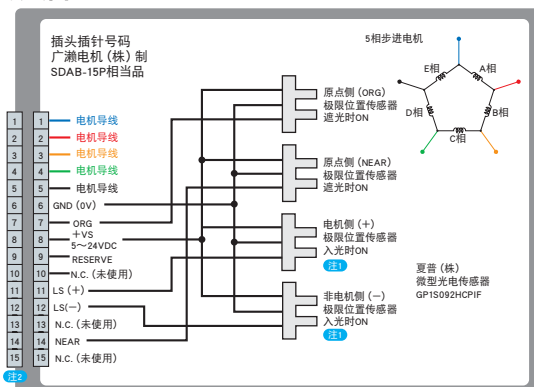 插头插针号码
广濑电机（株）制
SDAB-15P相当品
5相步进电机
E相
A相
D相
B相
C相
1 1 电机导线
2 2 电机导线
3 3 电机导线
4 4 电机导线
5 5 电机导线
6 6 GND（0V）
7 7 ORG
8 8 ＋VS
5～24VDC
9 9 RESERVE
10 10 N.C.（未使用）
11 11 LS（＋）
12 12 LS(－)
13 13 N.C.（未使用）
14 14 NEAR
15 15 N.C.（未使用）
注2
原点侧（ORG）
极限位置传感器
遮光时ON
原点侧（NEAR）
极限位置传感器
遮光时ON
电机侧（＋）
极限位置传感器
入光时ON
注1
非电机侧（－）
极限位置传感器
入光时ON
注1
夏普（株）
微型光电传感器
GP1S092HCPIF